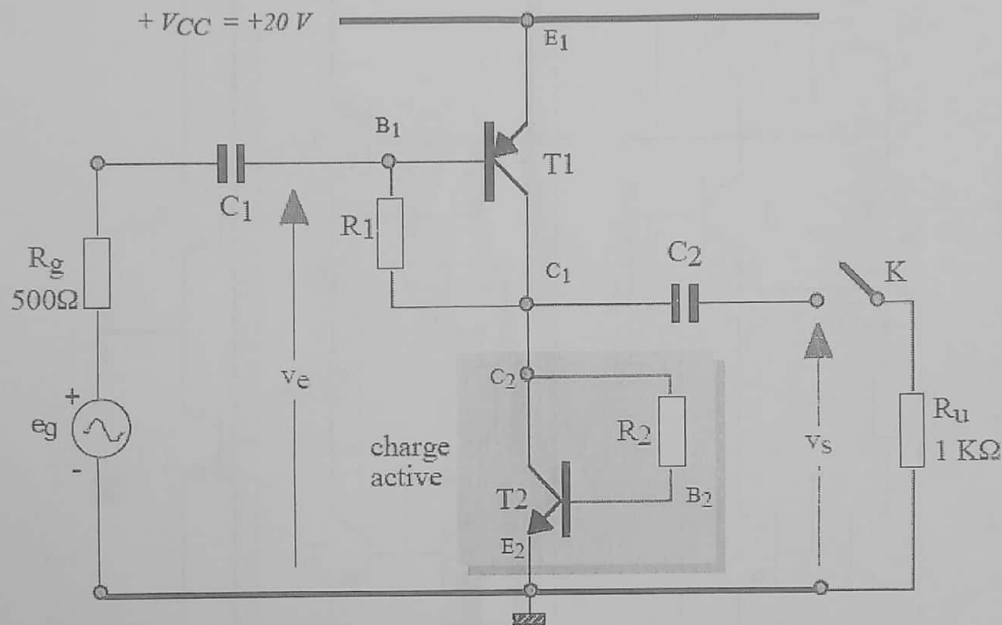 + VCC = +20 V
E1
B1
T1
C1
R1
Rg
500Ω
C1
C2
K
ve
+
eg
-
C2
charge
active
R2
T2
B2
E2
vs
Ru
1 KΩ